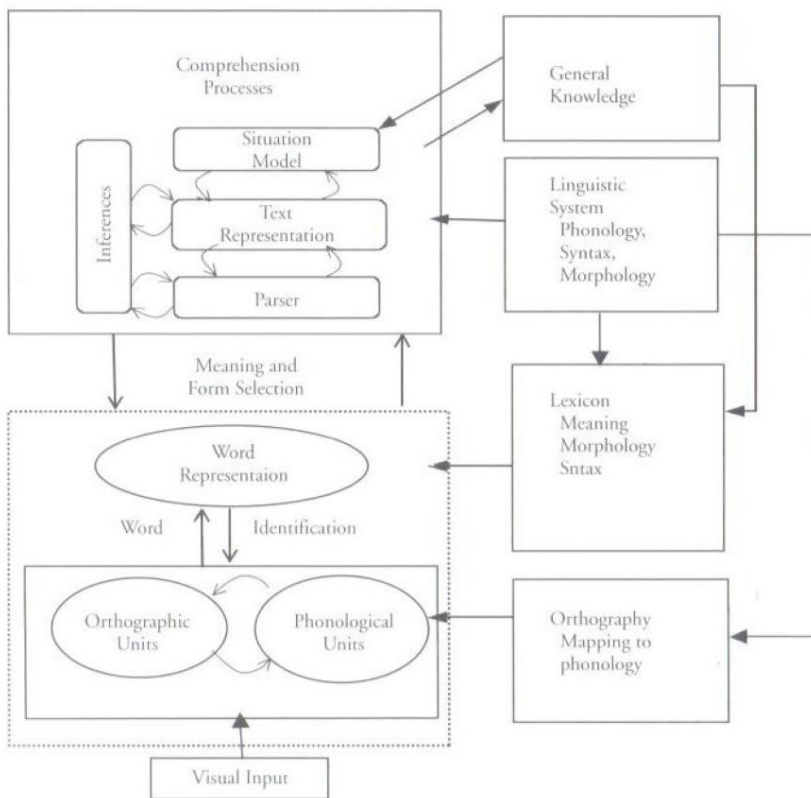 Comprehension
Processes
Situation
Model
Inferences
Text
Representation
Parser
General
Knowledge
Linguistic
System
Phonology,
Syntax,
Morphology
Meaning and
Form Selection
Lexicon
Meaning
Morphology
Sntax
Word
Representaion
Word
Identification
Orthographic
Units
Phonological
Units
Orthography
Mapping to
phonology
Visual Input